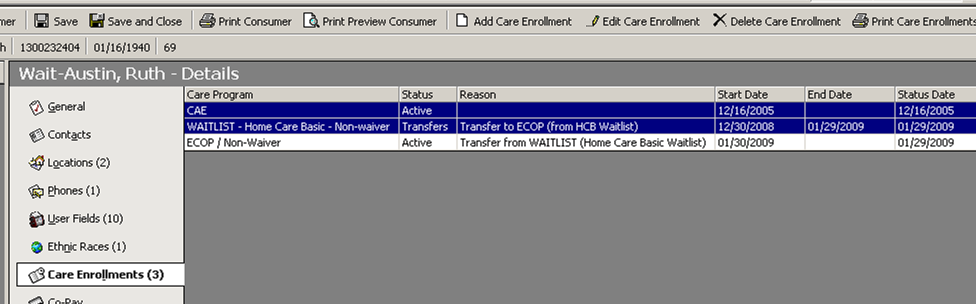 mer Save Save and Close Print Consumer Print Preview Consumer Add Care Enrollment Edit Care Enrollment Delete Care Enrollment Print Care Enrollments
h 1300232404 01/16/1940 69
Wait-Austin, Ruth - Details
General
Contacts
Locations (2)
Phones (1)
User Fields (10)
Ethnic Races (1)
Care Enrollments (3)
Co-Pay
Care Program Status Reason Start Date End Date Status Date
CAE Active 12/16/2005 12/16/2005
WAITLIST - Home Care Basic - Non-waiver Transfers Transfer to ECOP (from HCB Waitlist) 12/30/2008 01/29/2009 01/29/2009
ECOP / Non-Waiver Active Transfer from WAITLIST (Home Care Basic Waitlist) 01/30/2009 01/29/2009